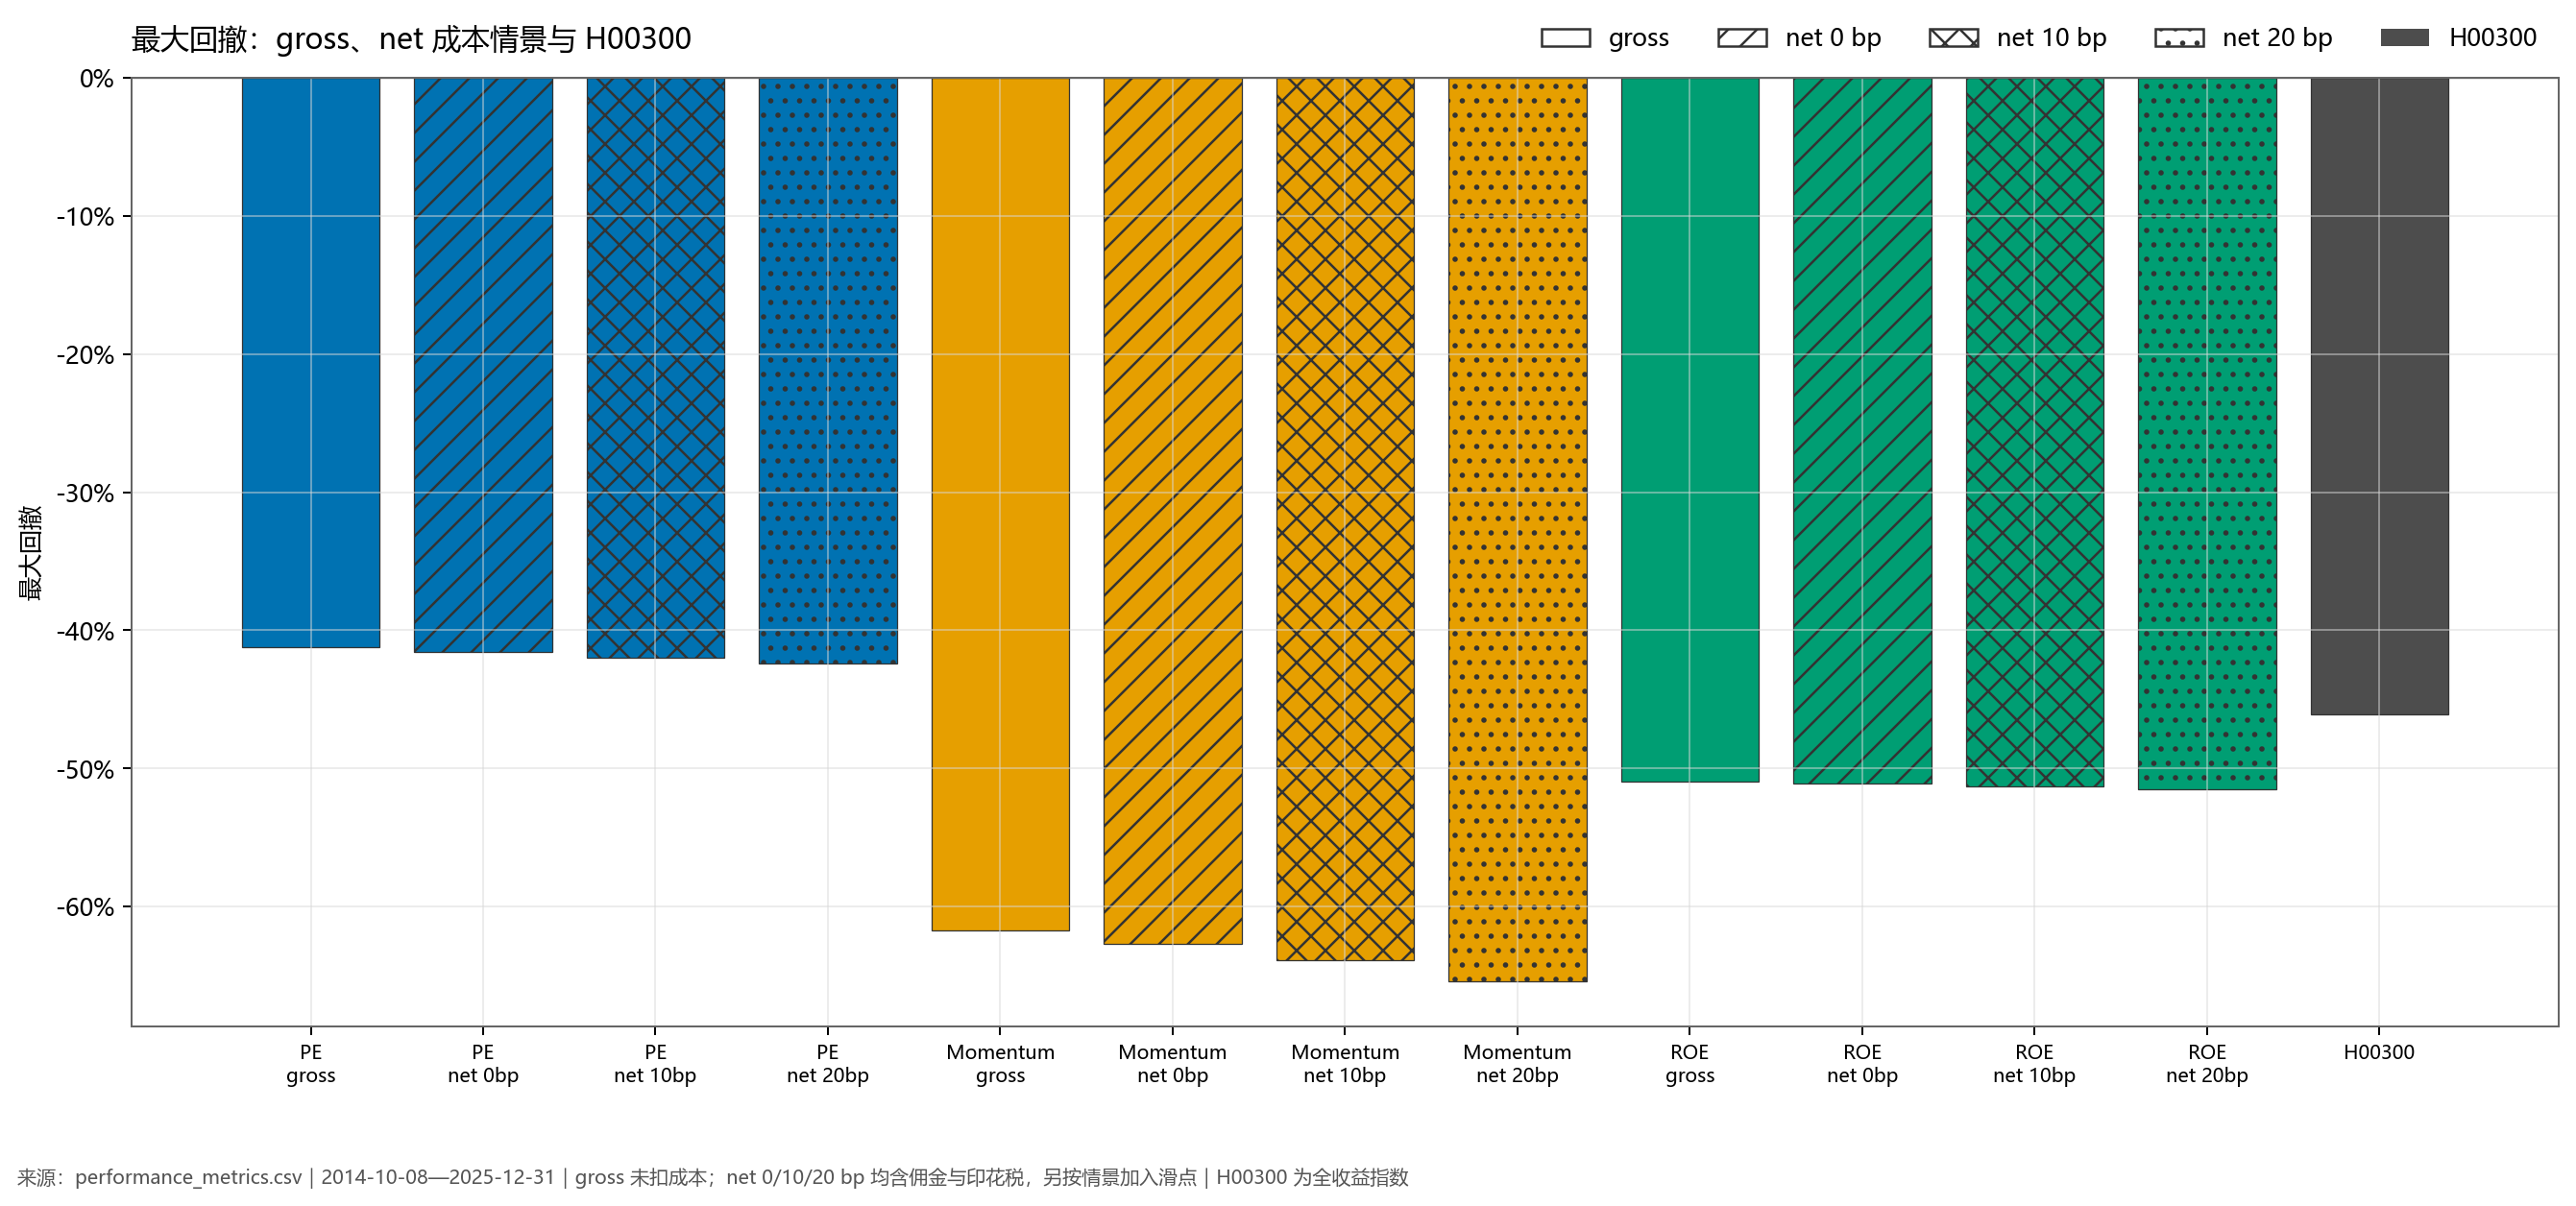 最大回撤：gross、net 成本情景与 H00300
gross
net 0 bp
net 10 bp
net 20 bp
H00300
0%
-10%
-20%
-30%
-40%
-50%
-60%
最大回撤
PE
gross
PE
net 0bp
PE
net 10bp
PE
net 20bp
Momentum
gross
Momentum
net 0bp
Momentum
net 10bp
Momentum
net 20bp
ROE
gross
ROE
net 0bp
ROE
net 10bp
ROE
net 20bp
H00300
来源：performance_metrics.csv | 2014-10-08—2025-12-31 | gross 未扣成本；net 0/10/20 bp 均含佣金与印花税，另按情景加入滑点 | H00300 为全收益指数